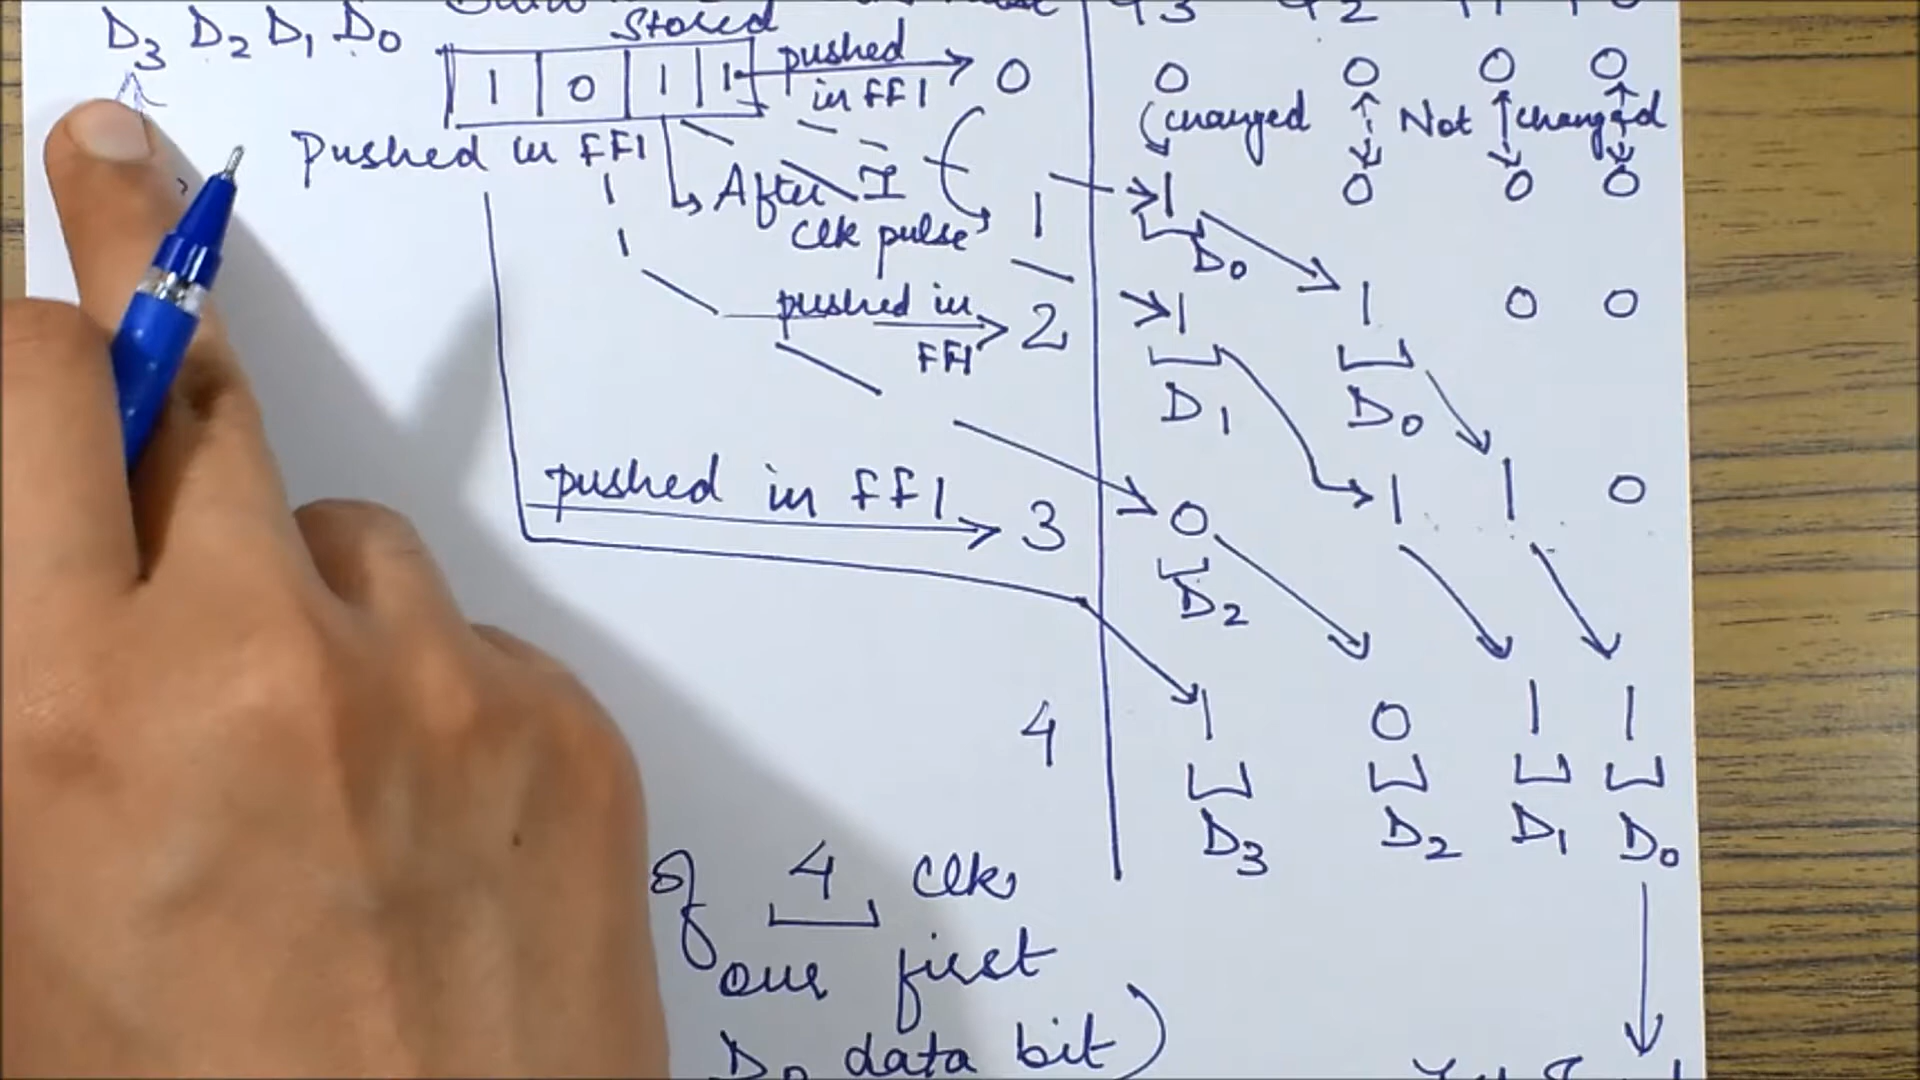 D3 D2 D1 D0
Stored
1 0 1 1
pushed in FF1
0
0 0 0 0
changed Not changed
Pushed in FF1
After I
Clk pulse
1
1 0 0 0
D0
pushed in FF1
2
1 1 0 0
D1 D0
pushed in FF1
3
0 1 1 0
D2
4
1 0 1 1
D3 D2 D1 D0
of 4 clk
our first
D0 data bit)